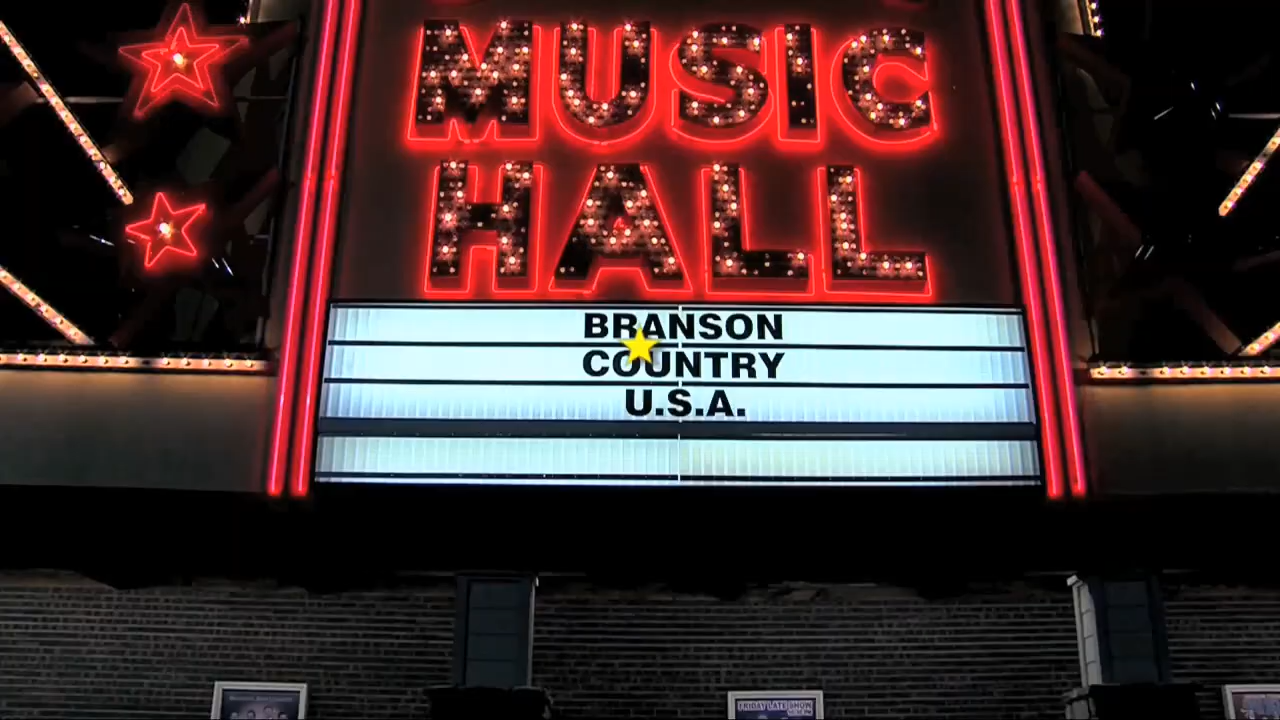 MUSIC
HALL
BRANSON
COUNTRY
U.S.A.
FRIDAY LATE SHOW